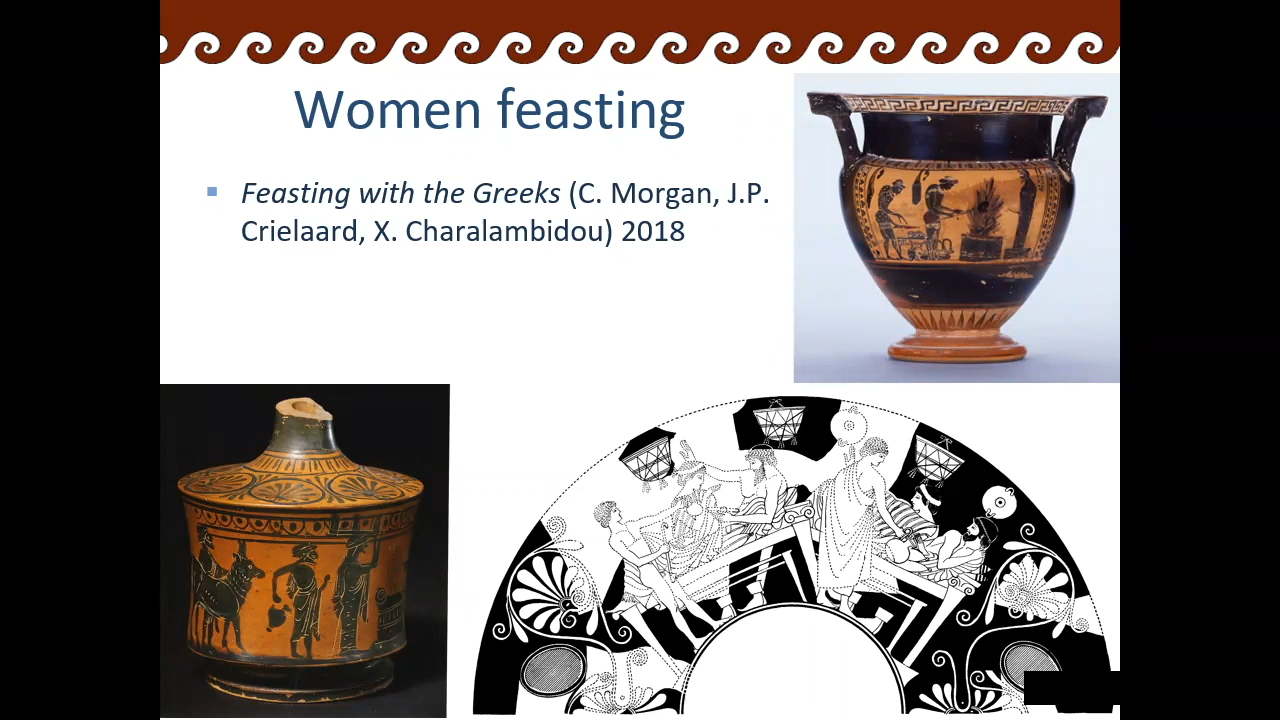 Women feasting
Feasting with the Greeks (C. Morgan, J.P.
Crielaard, X. Charalambidou) 2018